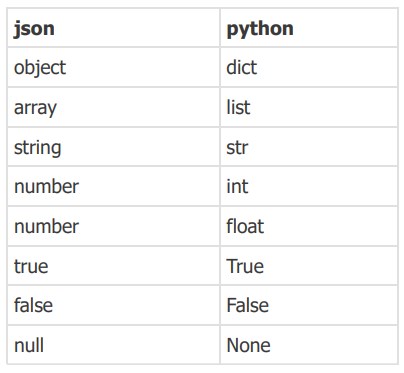 json python
object dict
array list
string str
number int
number float
true True
false False
null None